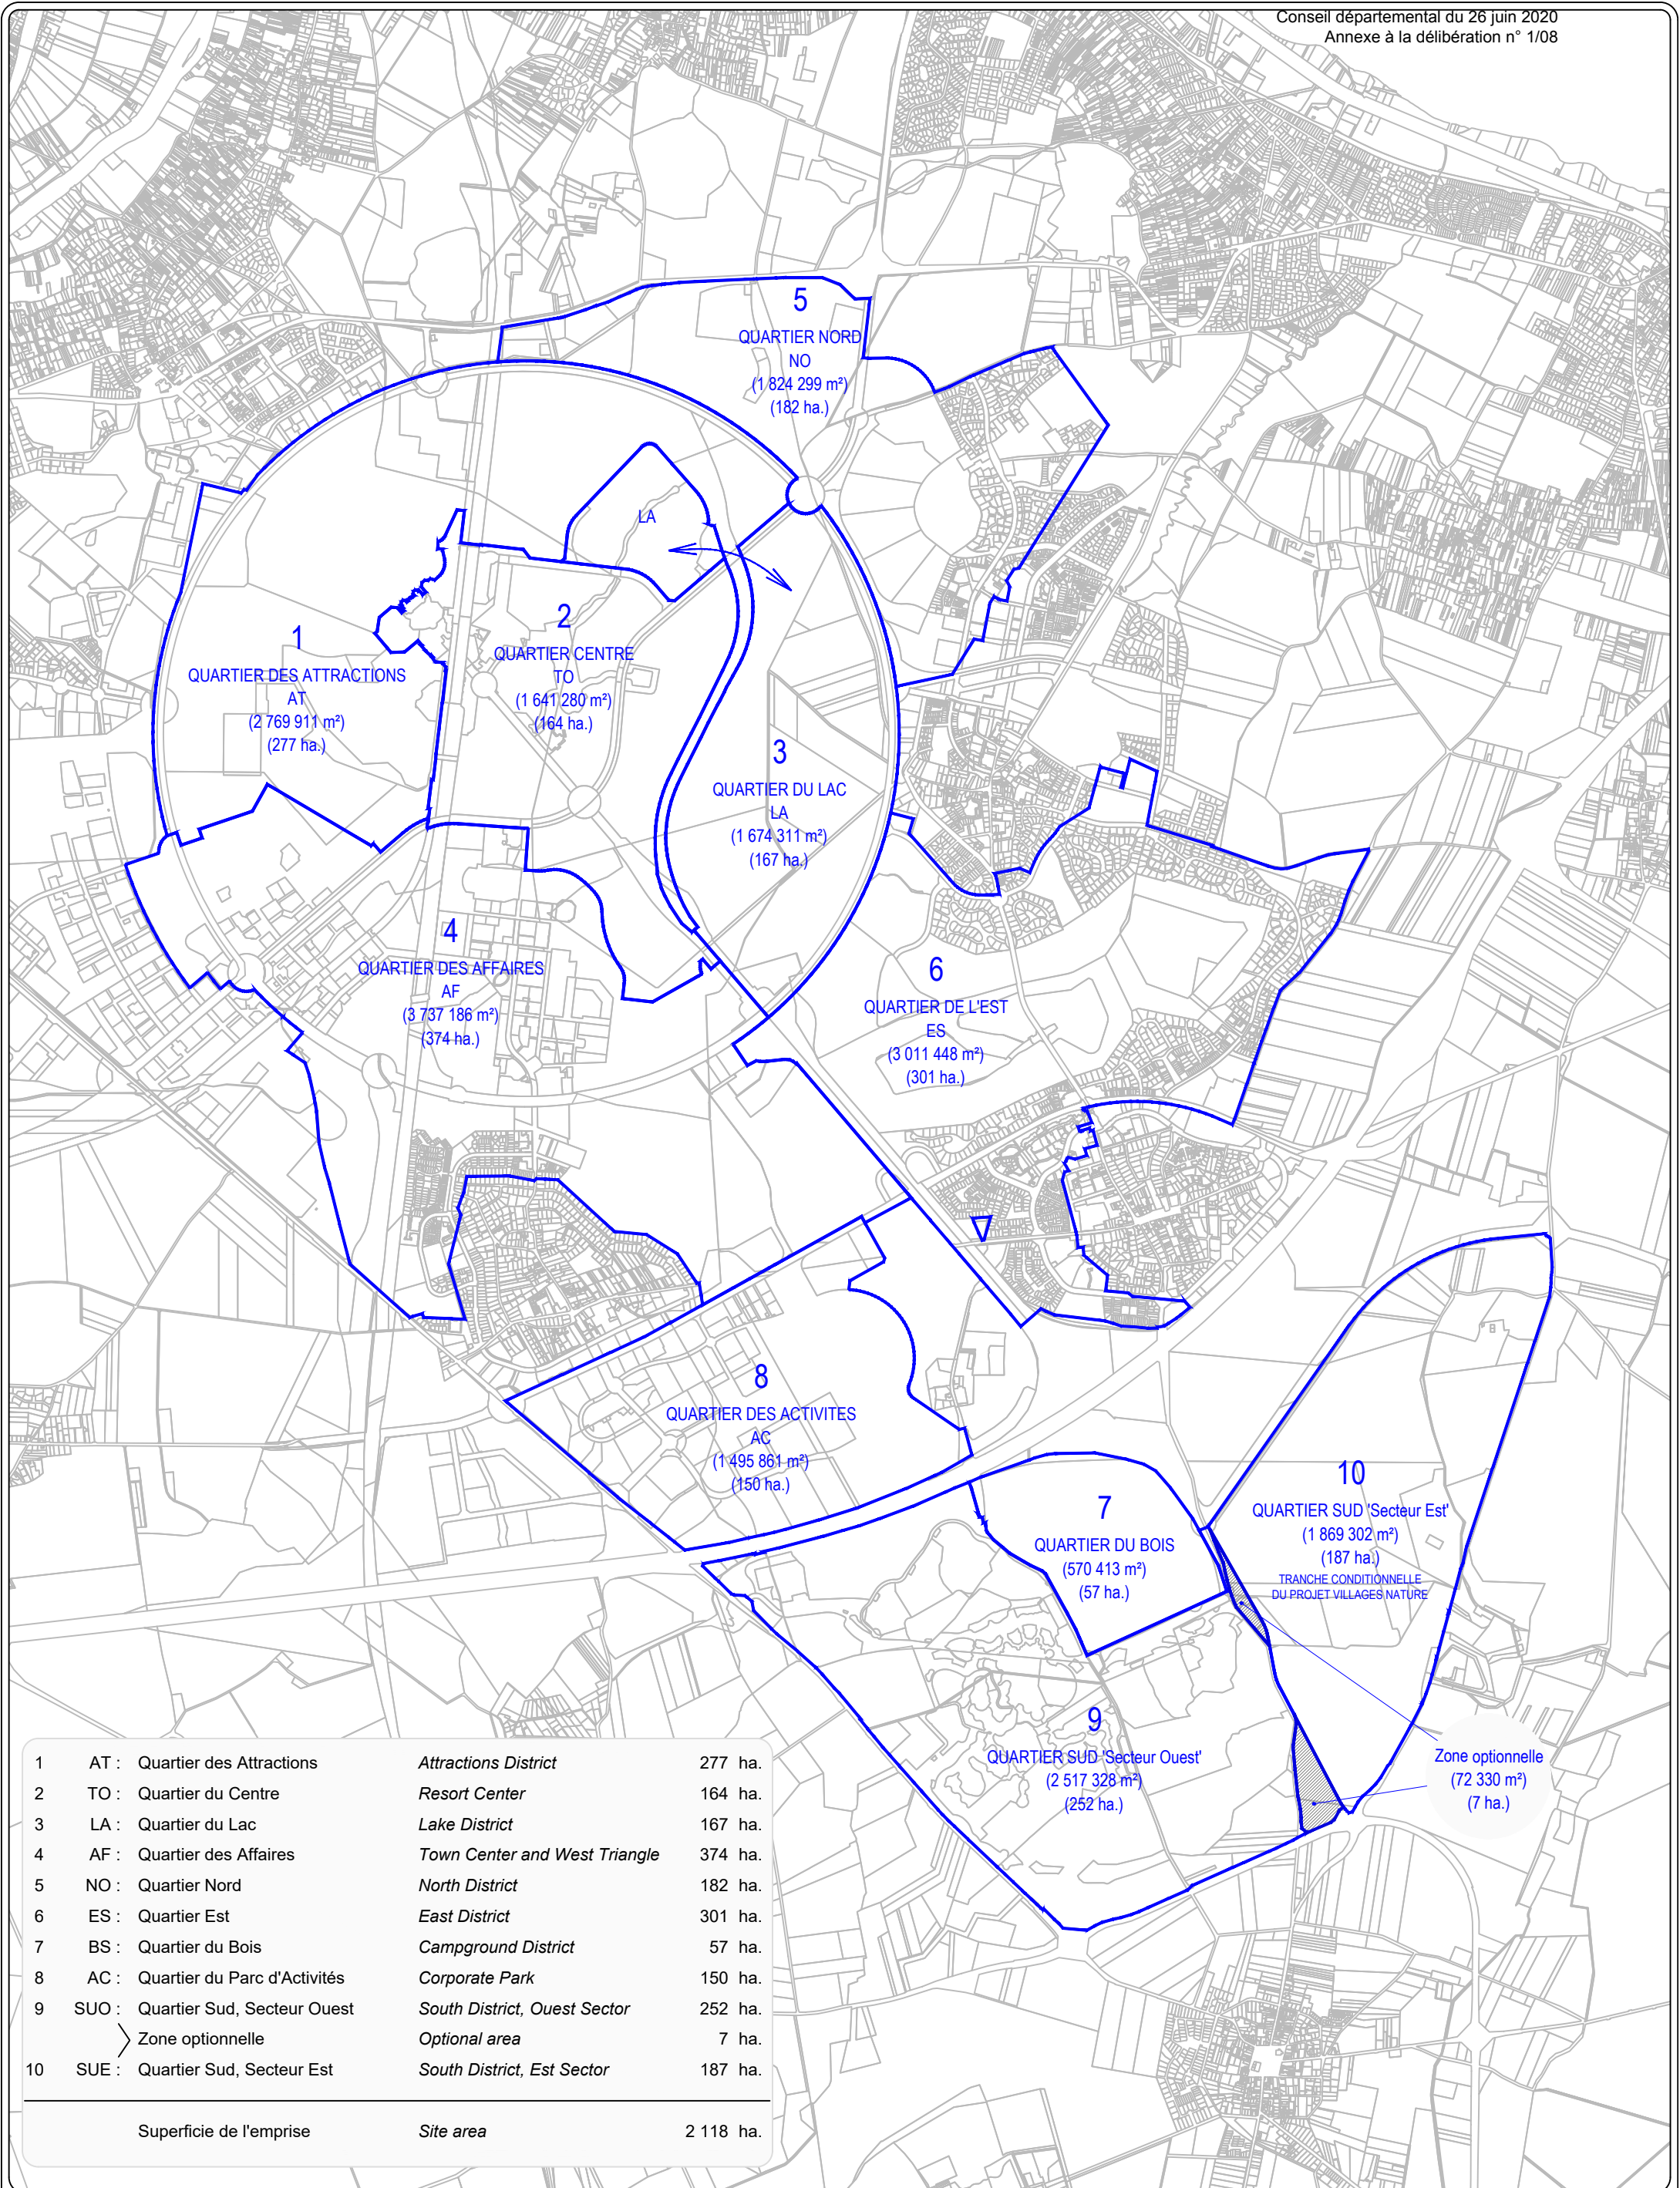 Conseil départemental du 26 juin 2020
Annexe à la délibération n° 1/08
5
QUARTIER NORD
NO
(1 824 299 m²)
(182 ha.)
LA
1
QUARTIER DES ATTRACTIONS
AT
(2 769 911 m²)
(277 ha.)
2
QUARTIER CENTRE
TO
(1 641 280 m²)
(164 ha.)
3
QUARTIER DU LAC
LA
(1 674 311 m²)
(167 ha.)
4
QUARTIER DES AFFAIRES
AF
(3 737 186 m²)
(374 ha.)
6
QUARTIER DE L'EST
ES
(3 011 448 m²)
(301 ha.)
8
QUARTIER DES ACTIVITES
AC
(1 495 861 m²)
(150 ha.)
7
QUARTIER DU BOIS
(570 413 m²)
(57 ha.)
10
QUARTIER SUD 'Secteur Est'
(1 869 302 m²)
(187 ha.)
TRANCHE CONDITIONNELLE
DU PROJET VILLAGES NATURE
9
QUARTIER SUD 'Secteur Ouest'
(2 517 328 m²)
(252 ha.)
Zone optionnelle
(72 330 m²)
(7 ha.)
1 AT : Quartier des Attractions Attractions District 277 ha.
2 TO : Quartier du Centre Resort Center 164 ha.
3 LA : Quartier du Lac Lake District 167 ha.
4 AF : Quartier des Affaires Town Center and West Triangle 374 ha.
5 NO : Quartier Nord North District 182 ha.
6 ES : Quartier Est East District 301 ha.
7 BS : Quartier du Bois Campground District 57 ha.
8 AC : Quartier du Parc d'Activités Corporate Park 150 ha.
9 SUO : Quartier Sud, Secteur Ouest South District, Ouest Sector 252 ha.
Zone optionnelle Optional area 7 ha.
10 SUE : Quartier Sud, Secteur Est South District, Est Sector 187 ha.
Superficie de l'emprise Site area 2 118 ha.